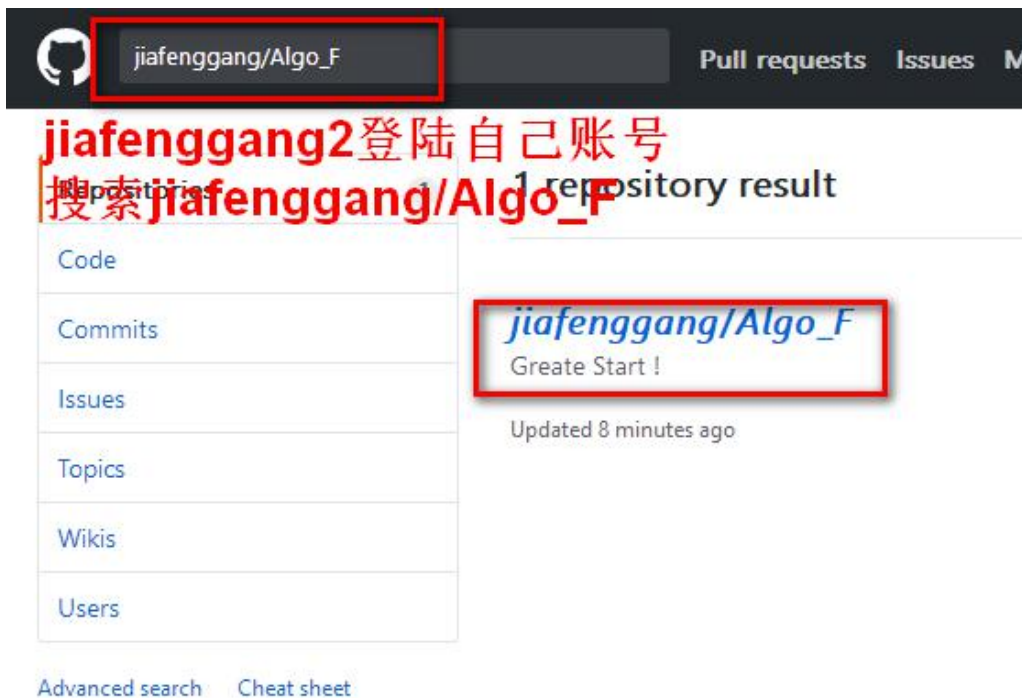 jiafenggang/Algo_F
Pull requests Issues M
jiafenggang2登陆自己账号
搜索jiafenggang/Algo_F
Repositories 1
1 repository result
Code
Commits
Issues
Topics
Wikis
Users
jiafenggang/Algo_F
Greate Start !
Updated 8 minutes ago
Advanced search Cheat sheet